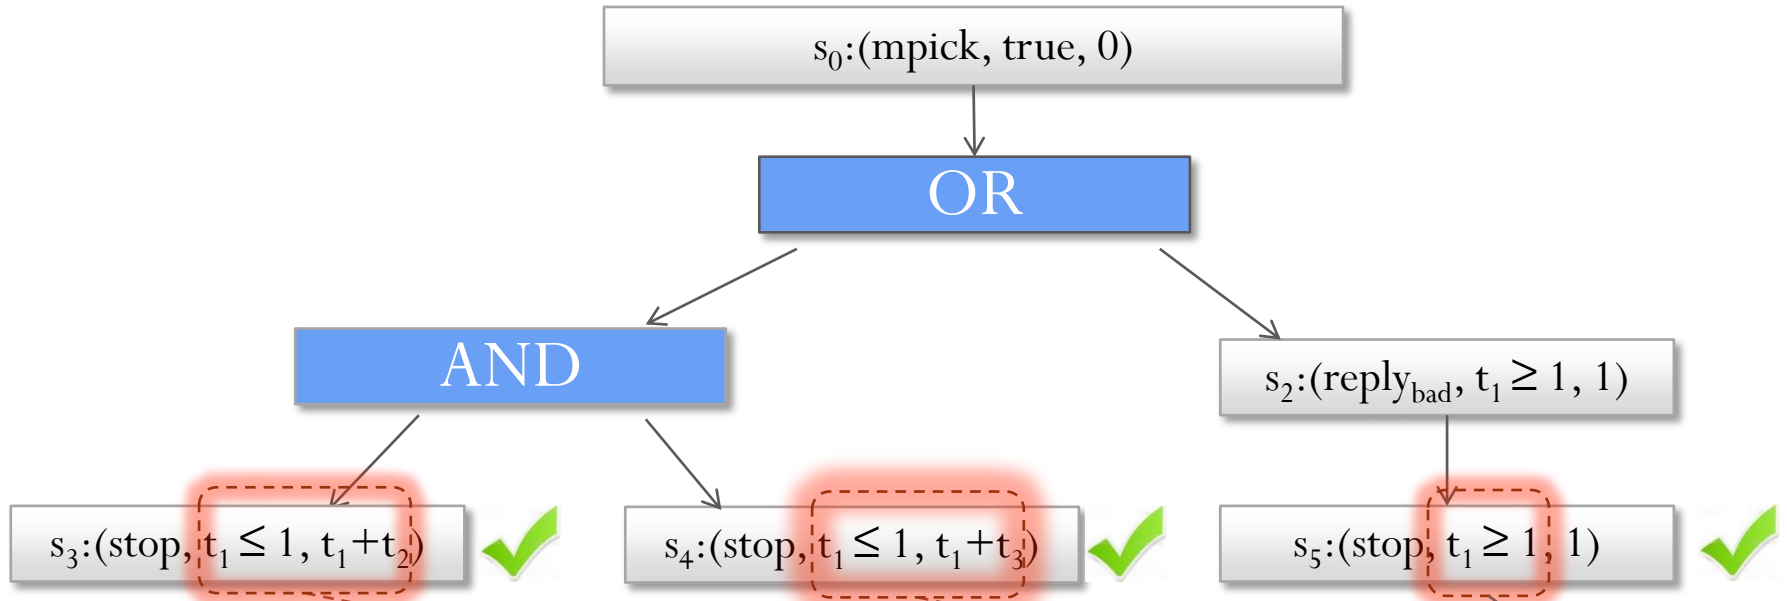 s₀:(mpick, true, 0)
OR
AND
s₂:(reply_bad, t₁ ≥ 1, 1)
s₃:(stop, t₁ ≤ 1, t₁+t₂)
s₄:(stop, t₁ ≤ 1, t₁+t₃)
s₅:(stop, t₁ ≥ 1, 1)